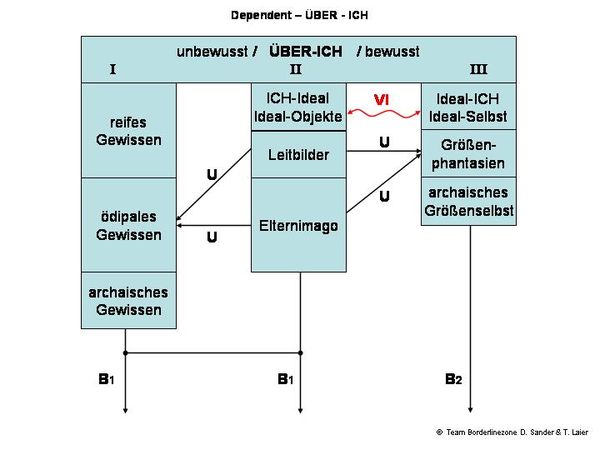 Dependent – ÜBER - ICH
unbewusst / ÜBER-ICH / bewusst
I II III
reifes
Gewissen
ödipales
Gewissen
archaisches
Gewissen
ICH-Ideal
Ideal-Objekte
Leitbilder
Elternimago
VI
Ideal-ICH
Ideal-Selbst
Größen-
phantasien
archaisches
Größenselbst
U
U
U
U
B1 B1 B2
© Team Borderlinezone D. Sander & T. Laier